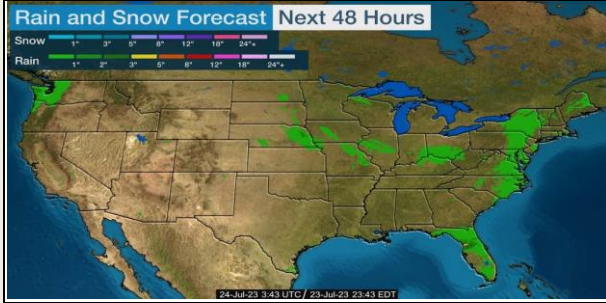 Rain and Snow Forecast Next 48 Hours
Snow
1" 2" 3" 5" 8" 12" 18" 24"+
Rain
1" 2" 3" 5" 8" 12" 18" 24"+
24-Jul-23 3:43 UTC / 23-Jul-23 23:43 EDT